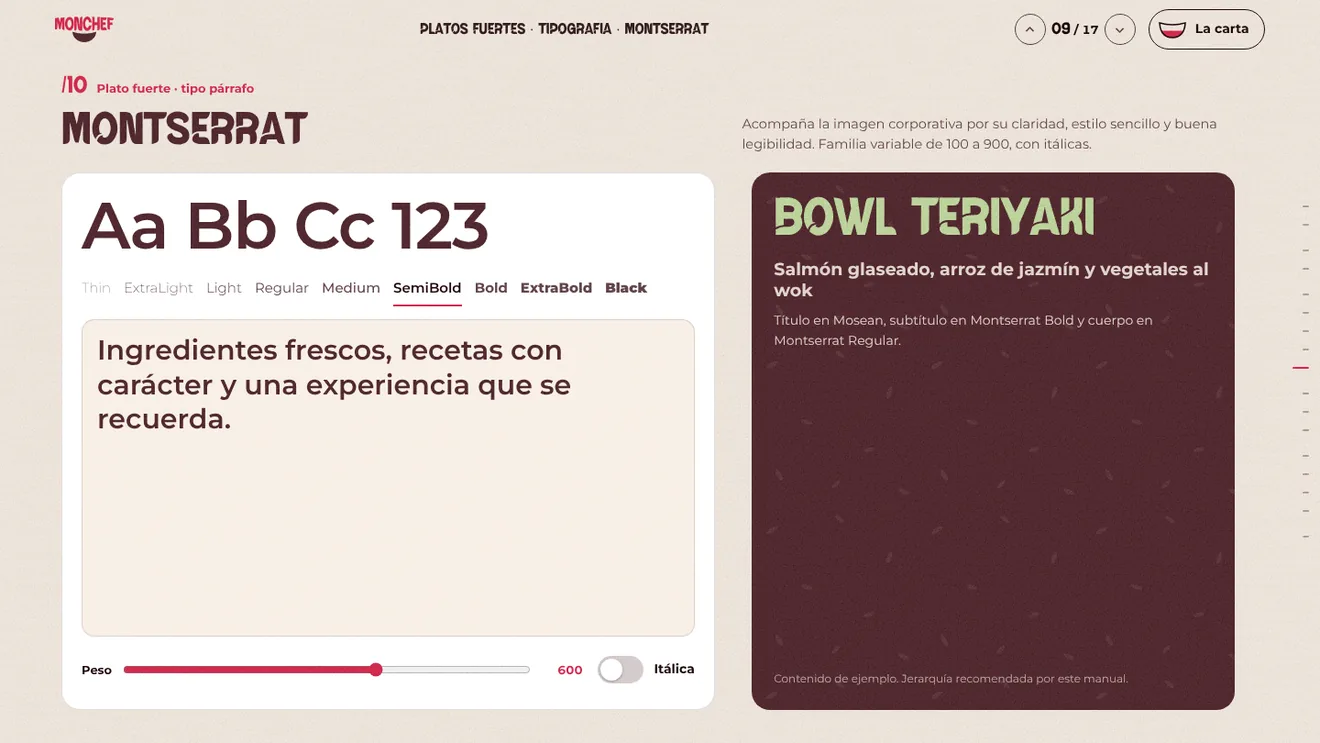 MONCHEF
PLATOS FUERTES · TIPOGRAFIA · MONTSERRAT
09 / 17
La carta
/10 Plato fuerte · tipo párrafo
MONTSERRAT
Acompaña la imagen corporativa por su claridad, estilo sencillo y buena
legibilidad. Familia variable de 100 a 900, con itálicas.
Aa Bb Cc 123
Thin ExtraLight Light Regular Medium SemiBold Bold ExtraBold Black
Ingredientes frescos, recetas con
carácter y una experiencia que se
recuerda.
Peso 600 Itálica
BOWL TERIYAKI
Salmón glaseado, arroz de jazmín y vegetales al
wok
Título en Mosean, subtítulo en Montserrat Bold y cuerpo en
Montserrat Regular.
Contenido de ejemplo. Jerarquía recomendada por este manual.